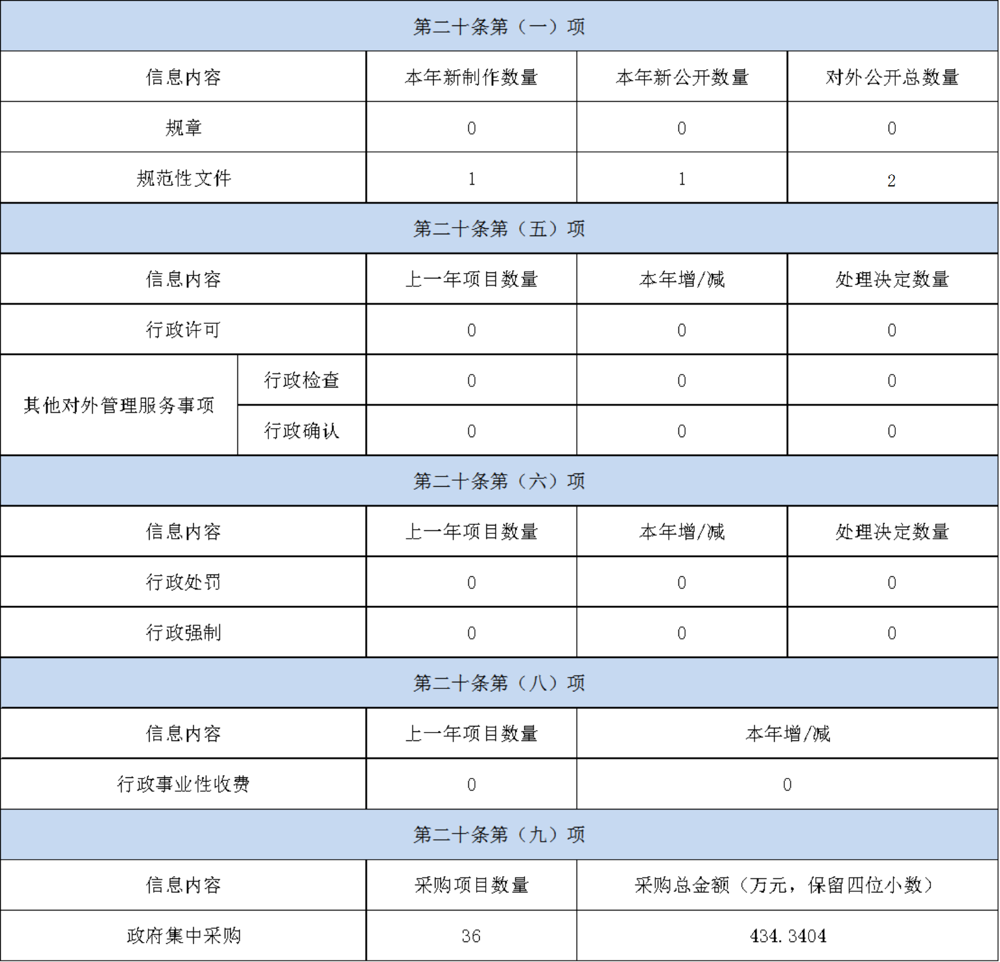 第二十条第（一）项
信息内容 本年新制作数量 本年新公开数量 对外公开总数量
规章 0 0 0
规范性文件 1 1 2
第二十条第（五）项
信息内容 上一年项目数量 本年增/减 处理决定数量
行政许可 0 0 0
其他对外管理服务事项 行政检查 0 0 0
行政确认 0 0 0
第二十条第（六）项
信息内容 上一年项目数量 本年增/减 处理决定数量
行政处罚 0 0 0
行政强制 0 0 0
第二十条第（八）项
信息内容 上一年项目数量 本年增/减
行政事业性收费 0 0
第二十条第（九）项
信息内容 采购项目数量 采购总金额（万元，保留四位小数）
政府集中采购 36 434.3404